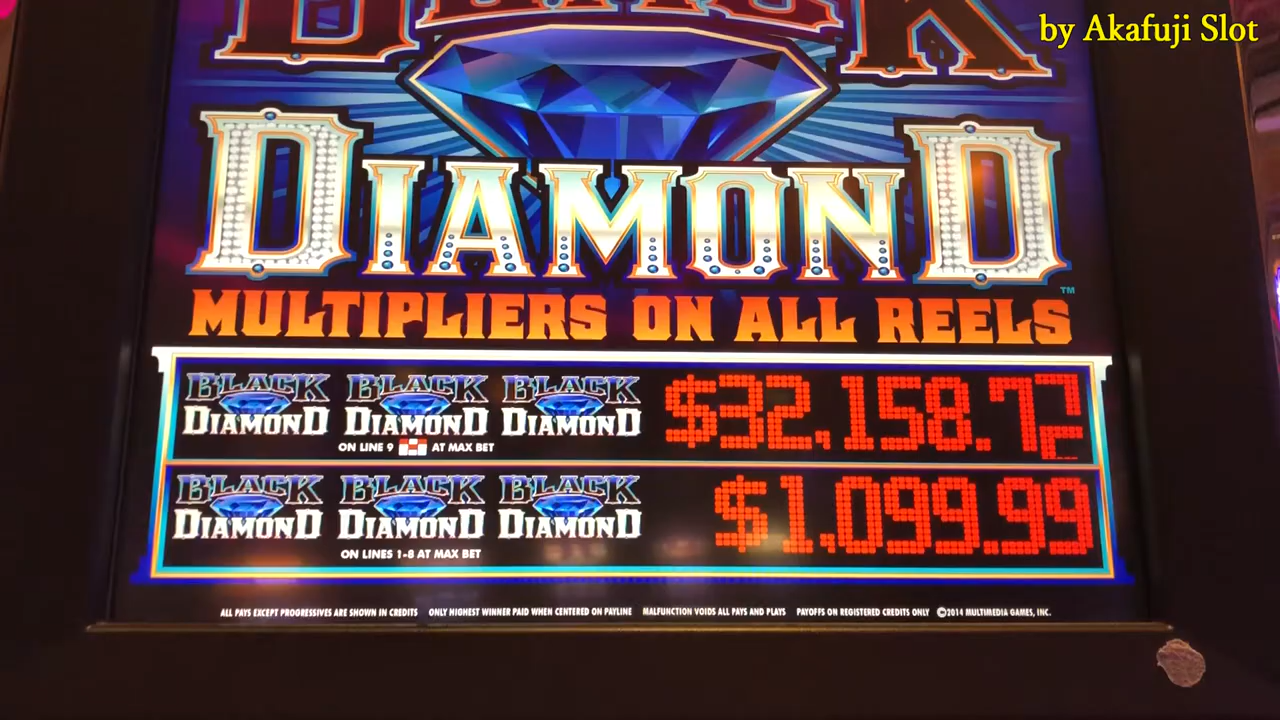 by Akafuji Slot
BLACK
DIAMOND
TM
MULTIPLIERS ON ALL REELS
BLACK DIAMOND BLACK DIAMOND BLACK DIAMOND
ON LINE 9 AT MAX BET
$32,158.7
BLACK DIAMOND BLACK DIAMOND BLACK DIAMOND
ON LINES 1-8 AT MAX BET
$1,099.99
ALL PAYS EXCEPT PROGRESSIVES ARE SHOWN IN CREDITS ONLY HIGHEST WINNER PAID WHEN CENTERED ON PAYLINE MALFUNCTION VOIDS ALL PAYS AND PLAYS PAYOFFS ON REGISTERED CREDITS ONLY ©2014 MULTIMEDIA GAMES, INC.